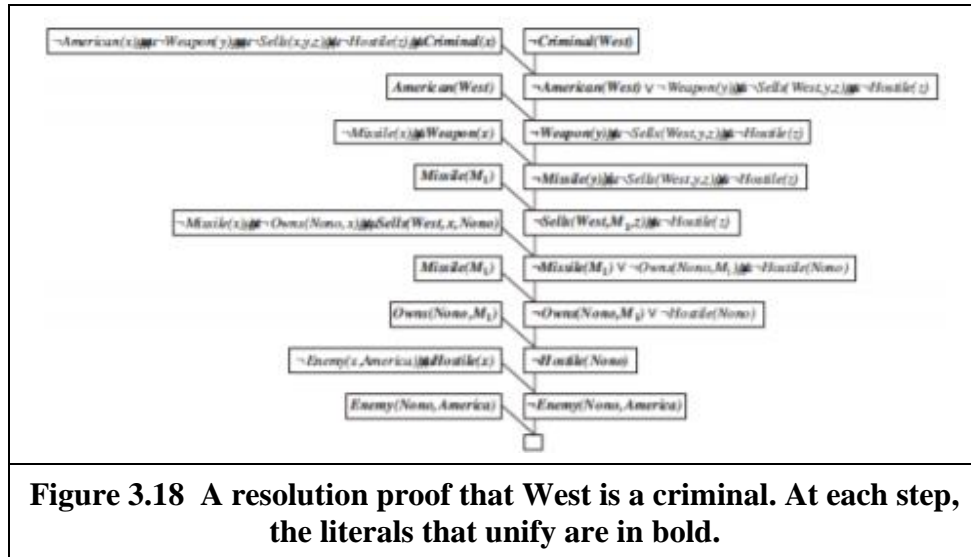 ¬American(x) ∨ ¬Weapon(y) ∨ ¬Sells(x,y,z) ∨ ¬Hostile(z) ∨ Criminal(x)
¬Criminal(West)
American(West)
¬American(West) ∨ ¬Weapon(y) ∨ ¬Sells(West,y,z) ∨ ¬Hostile(z)
¬Missile(x) ∨ Weapon(x)
¬Weapon(y) ∨ ¬Sells(West,y,z) ∨ ¬Hostile(z)
Missile(M₁)
¬Missile(y) ∨ ¬Sells(West,y,z) ∨ ¬Hostile(z)
¬Missile(x) ∨ ¬Owns(Nono,x) ∨ Sells(West,x,Nono)
¬Sells(West,M₁,z) ∨ ¬Hostile(z)
Missile(M₁)
¬Missile(M₁) ∨ ¬Owns(Nono,M₁) ∨ ¬Hostile(Nono)
Owns(Nono,M₁)
¬Owns(Nono,M₁) ∨ ¬Hostile(Nono)
¬Enemy(x,America) ∨ Hostile(x)
¬Hostile(Nono)
Enemy(Nono,America)
¬Enemy(Nono,America)
Figure 3.18 A resolution proof that West is a criminal. At each step,
the literals that unify are in bold.